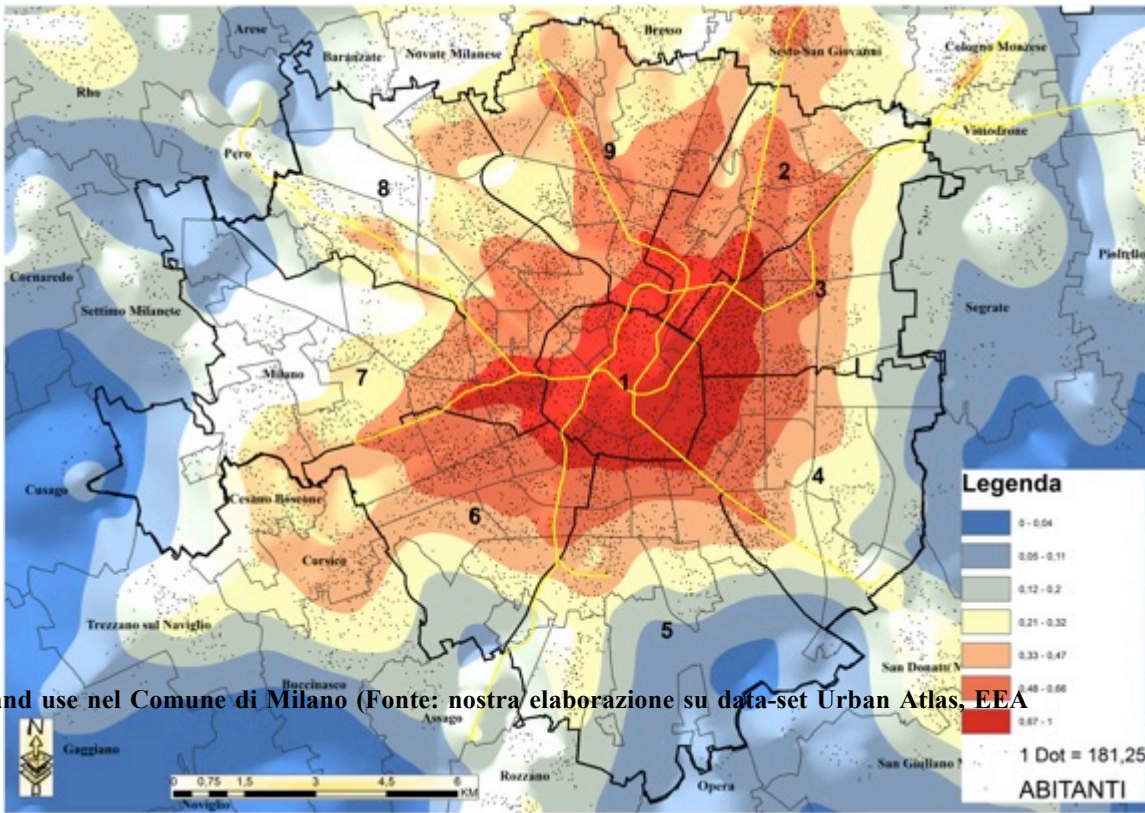 Arese
Baranzate
Novate Milanese
Bresso
Sesto San Giovanni
Cologno Monzese
Rho
Vimodzone
Pero
9
2
8
Cornaredo
Pioltello
Settimo Milanese
3
Segrate
Milano
7
1
Cusago
4
Legenda
Cesano Boscone
6
0 - 0,04
0,05 - 0,11
Corsico
0,12 - 0,2
Trezzano sul Naviglio
0,21 - 0,32
5
0,33 - 0,47
San Donato M
Buccinasco
0,48 - 0,66
and use nel Comune di Milano (Fonte: nostra elaborazione su data-set Urban Atlas, EEA
Assago
0,67 - 1
N
Gaggiano
1 Dot = 181,25
San Giuliano M
Rozzano
ABITANTI
0 0,75 1,5 3 4,5 6
KM
Opera
Noviglio